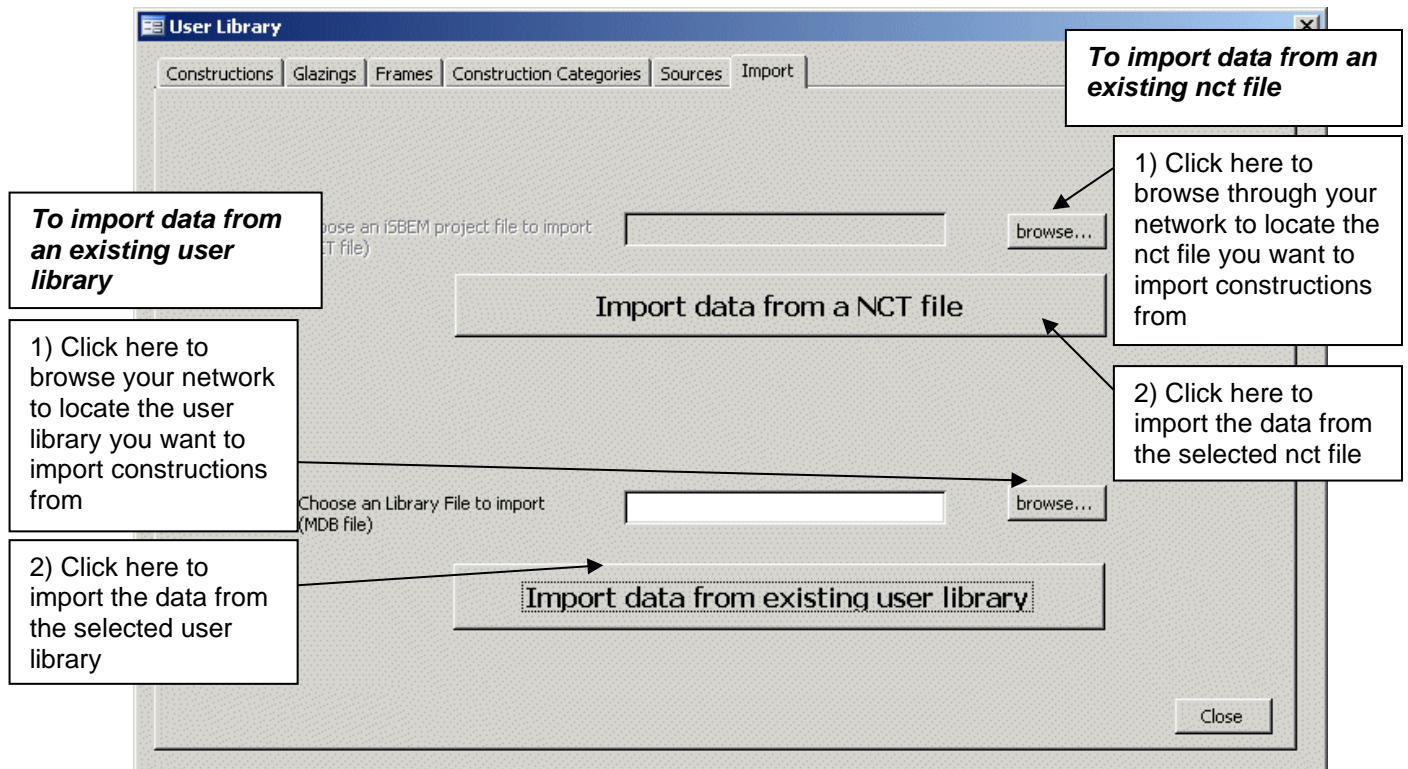 User Library
Constructions Glazings Frames Construction Categories Sources Import
To import data from an
existing nct file
1) Click here to
browse through your
network to locate the
nct file you want to
import constructions
from
To import data from
an existing user
library
oose an iSBEM project file to import
T file)
browse...
Import data from a NCT file
1) Click here to
browse your network
to locate the user
library you want to
import constructions
from
2) Click here to
import the data from
the selected nct file
Choose an Library File to import
(MDB file)
browse...
2) Click here to
import the data from
the selected user
library
Import data from existing user library
Close